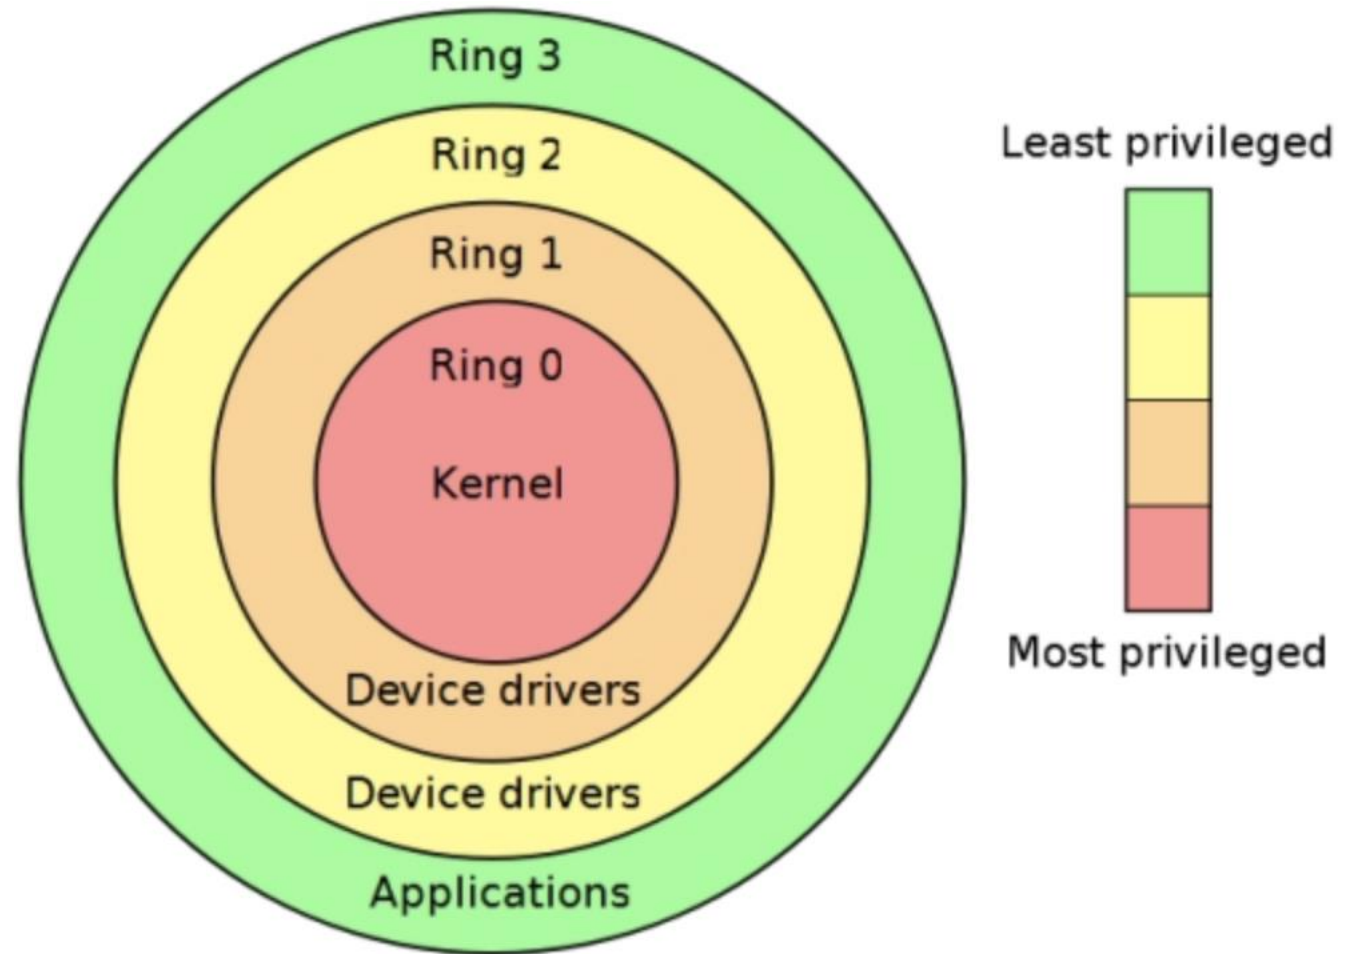 Ring 3
Ring 2
Ring 1
Ring 0
Kernel
Device drivers
Device drivers
Applications
Least privileged
Most privileged